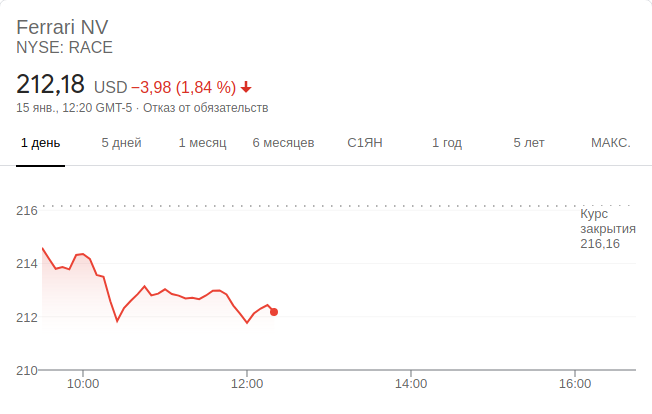 Ferrari NV
NYSE: RACE
212,18 USD −3,98 (1,84 %)
15 янв., 12:20 GMT-5 · Отказ от обязательств
1 день 5 дней 1 месяц 6 месяцев С1ЯН 1 год 5 лет МАКС.
216
Курс
закрытия
216,16
214
212
210
10:00 12:00 14:00 16:00